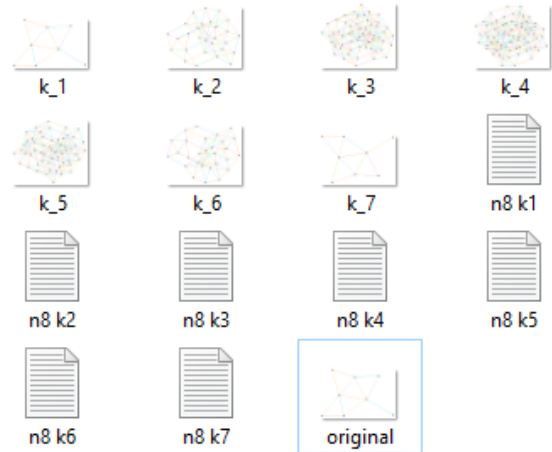 k_1 k_2 k_3 k_4
k_5 k_6 k_7 n8 k1
n8 k2 n8 k3 n8 k4 n8 k5
n8 k6 n8 k7 original